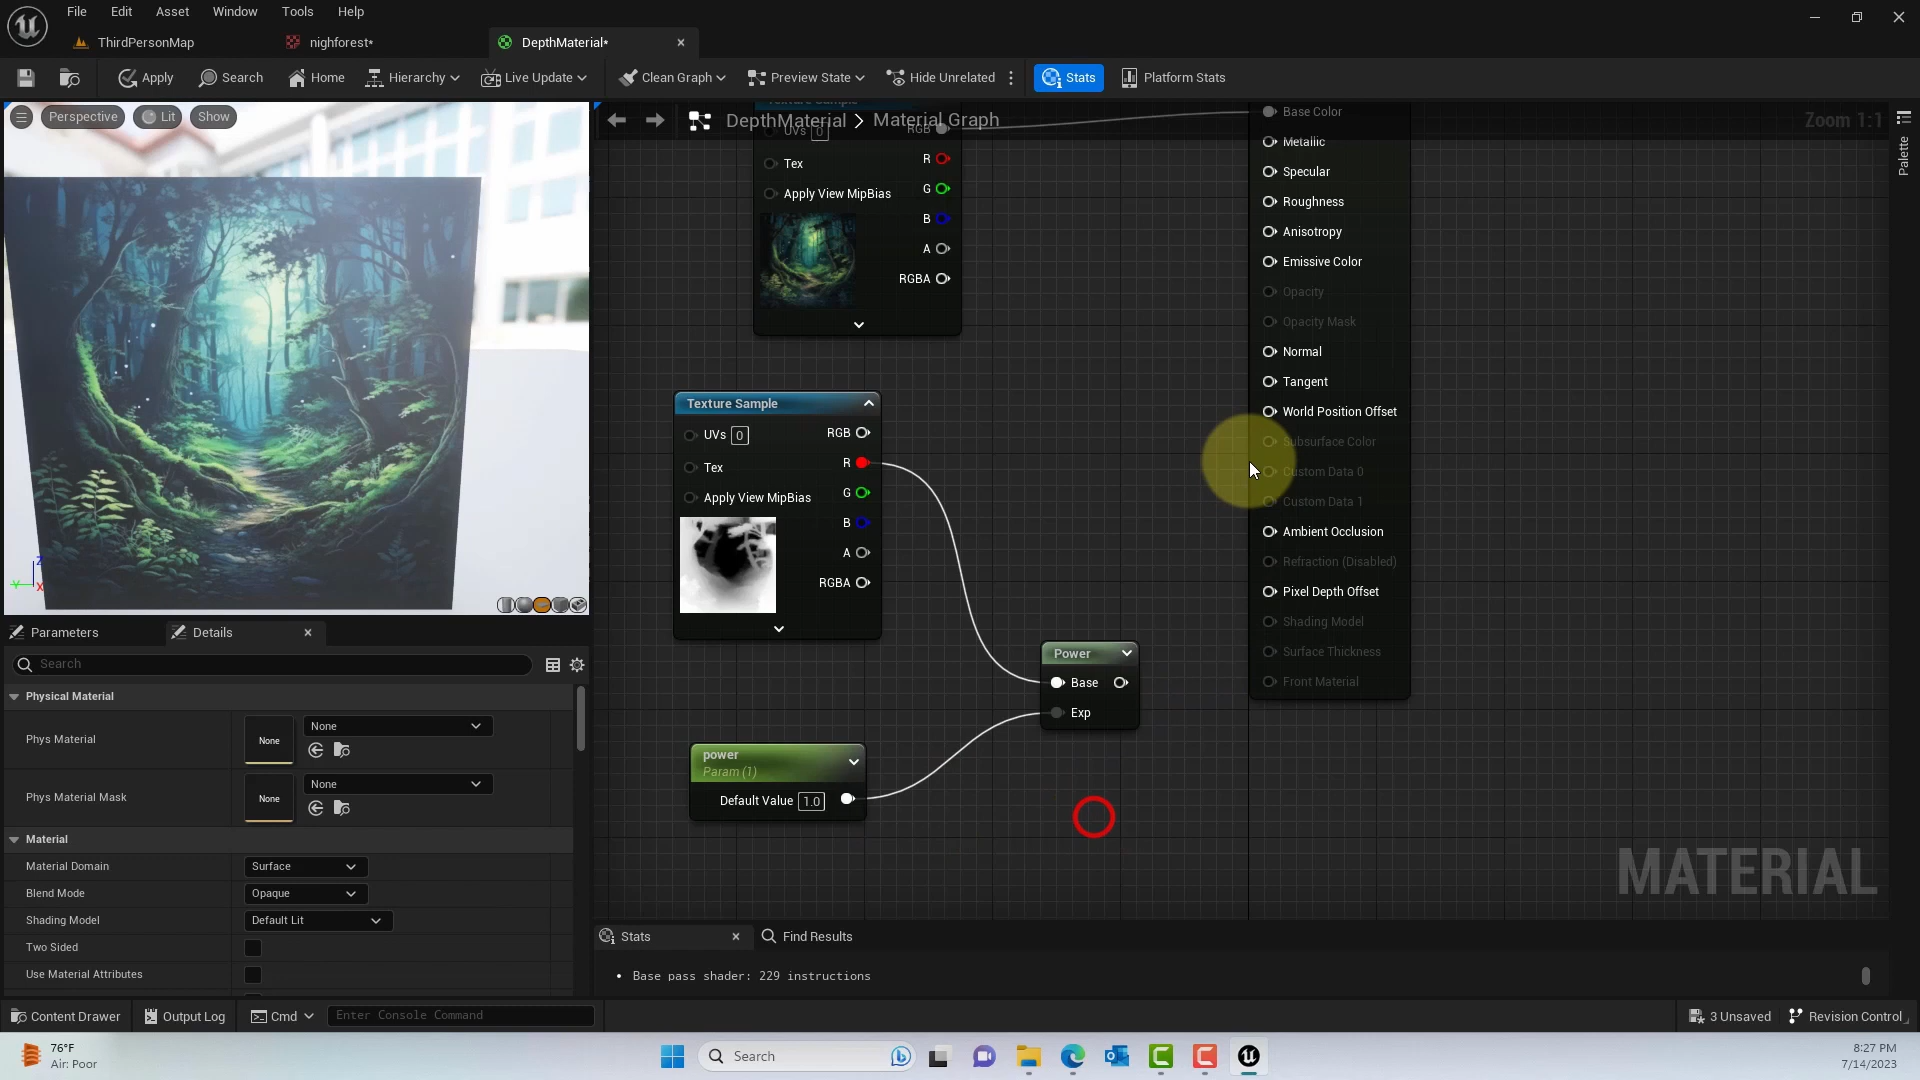 File Edit Asset Window Tools Help
ThirdPersonMap nighforest* DepthMaterial*
Apply Search Home Hierarchy Live Update Clean Graph Preview State Hide Unrelated Stats Platform Stats
Perspective Lit Show
DepthMaterial > Material Graph Zoom 1:1
Palette
Texture Sample
UVs 0 RGB
Tex R
Apply View MipBias G
B
A
RGBA
Base Color
Metallic
Specular
Roughness
Anisotropy
Emissive Color
Opacity
Opacity Mask
Normal
Tangent
World Position Offset
Subsurface Color
Custom Data 0
Custom Data 1
Ambient Occlusion
Refraction (Disabled)
Pixel Depth Offset
Shading Model
Surface Thickness
Front Material
Texture Sample
UVs 0 RGB
Tex R
Apply View MipBias G
B
A
RGBA
Power
Base
Exp
power
Param (1)
Default Value 1.0
MATERIAL
Z
Y X
Parameters Details
Search
Physical Material
Phys Material None None
Phys Material Mask None None
Material
Material Domain Surface
Blend Mode Opaque
Shading Model Default Lit
Two Sided
Use Material Attributes
Stats Find Results
• Base pass shader: 229 instructions
Content Drawer Output Log Cmd Enter Console Command 3 Unsaved Revision Control
76°F
Air: Poor
Search
8:27 PM
7/14/2023